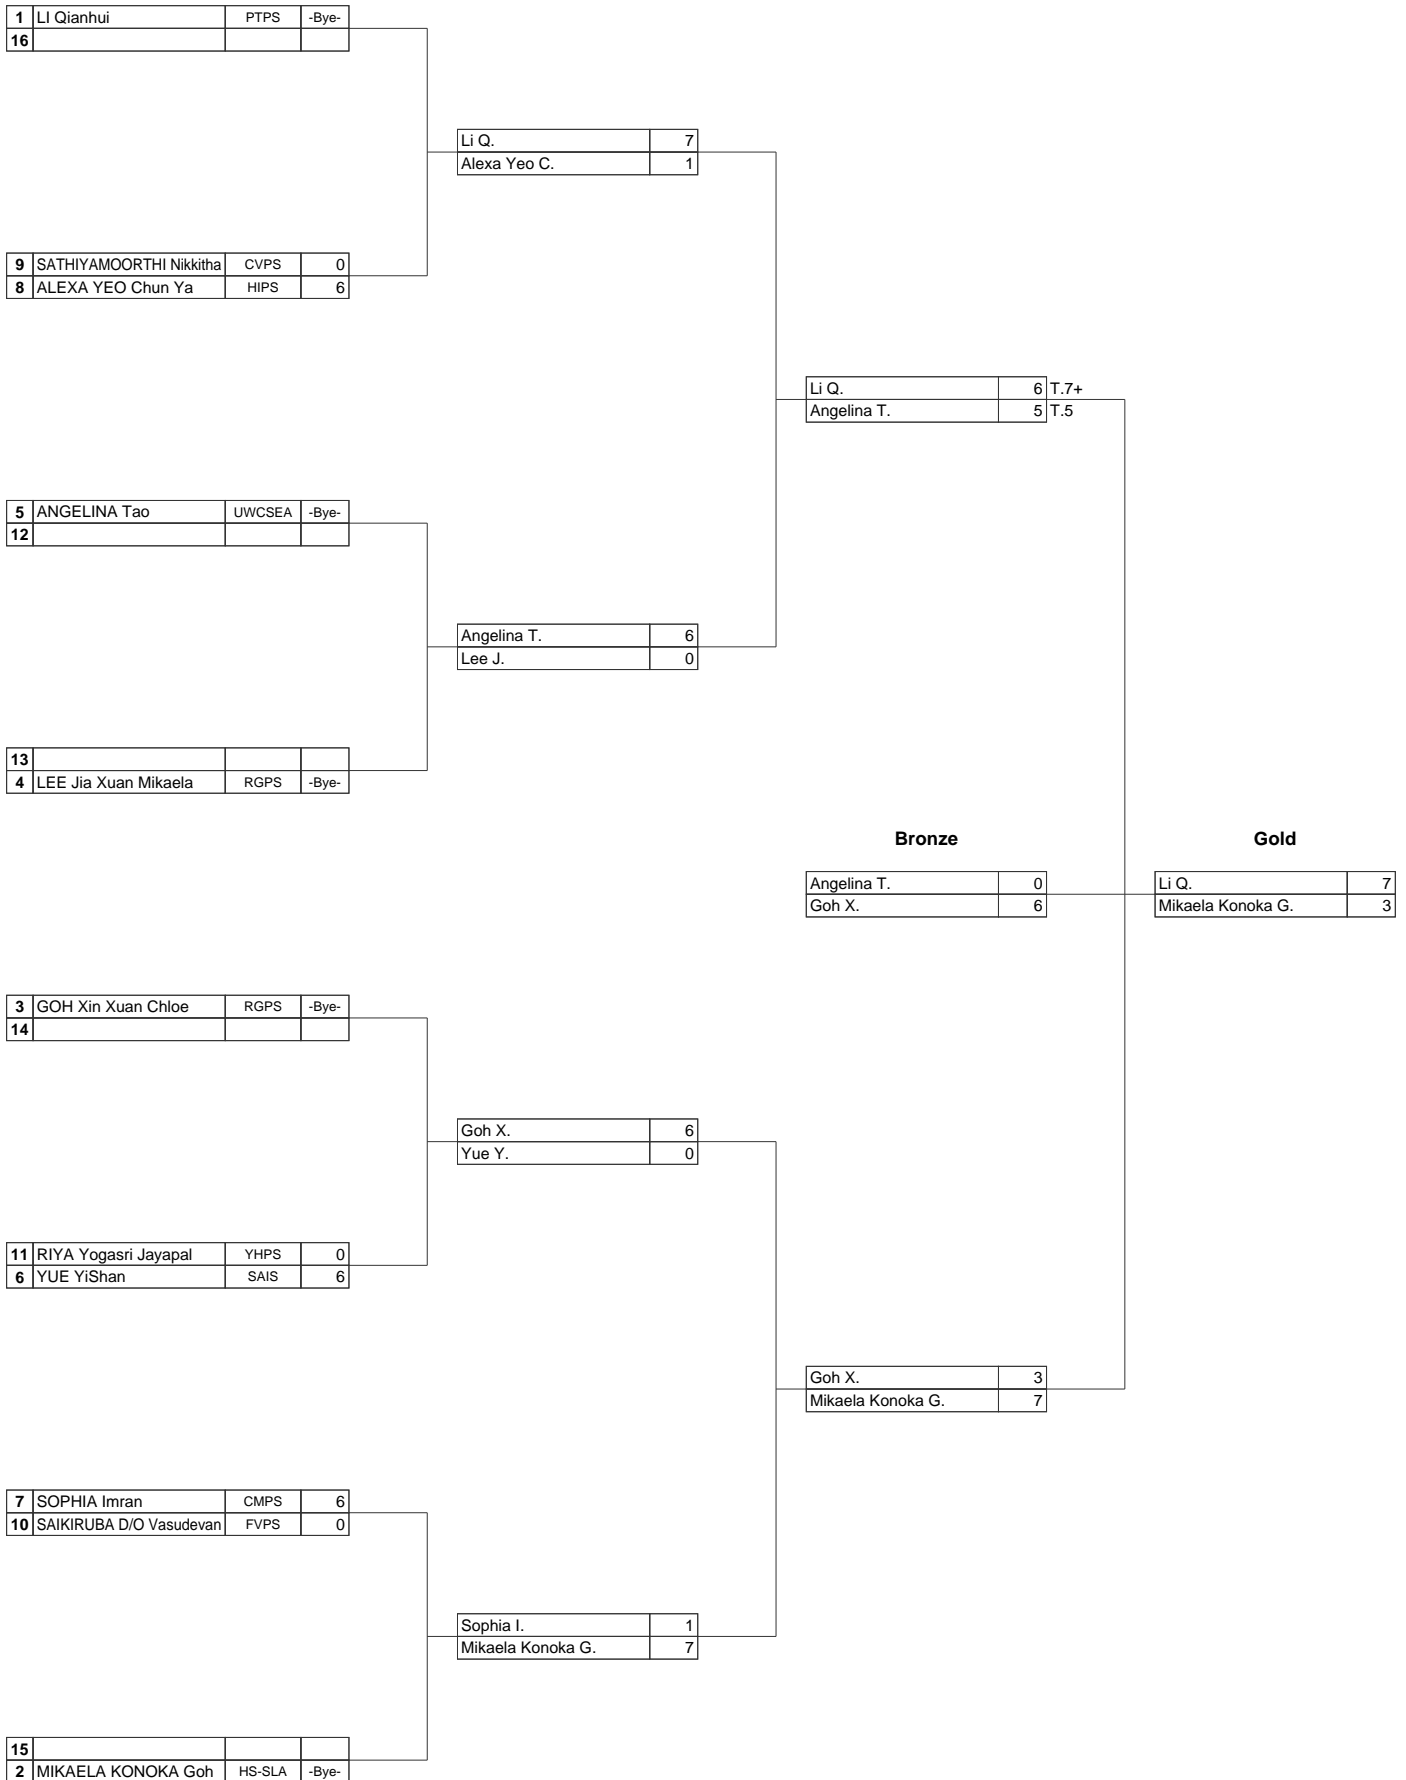 1 LI Qianhui PTPS -Bye-
16
Li Q. 7
Alexa Yeo C. 1
9 SATHIYAMOORTHI Nikkitha CVPS 0
8 ALEXA YEO Chun Ya HIPS 6
Li Q. 6 T.7+
Angelina T. 5 T.5
5 ANGELINA Tao UWCSEA -Bye-
12
Angelina T. 6
Lee J. 0
13
4 LEE Jia Xuan Mikaela RGPS -Bye-
Bronze Gold
Angelina T. 0 Li Q. 7
Goh X. 6 Mikaela Konoka G. 3
3 GOH Xin Xuan Chloe RGPS -Bye-
14
Goh X. 6
Yue Y. 0
11 RIYA Yogasri Jayapal YHPS 0
6 YUE YiShan SAIS 6
Goh X. 3
Mikaela Konoka G. 7
7 SOPHIA Imran CMPS 6
10 SAIKIRUBA D/O Vasudevan FVPS 0
Sophia I. 1
Mikaela Konoka G. 7
15
2 MIKAELA KONOKA Goh HS-SLA -Bye-